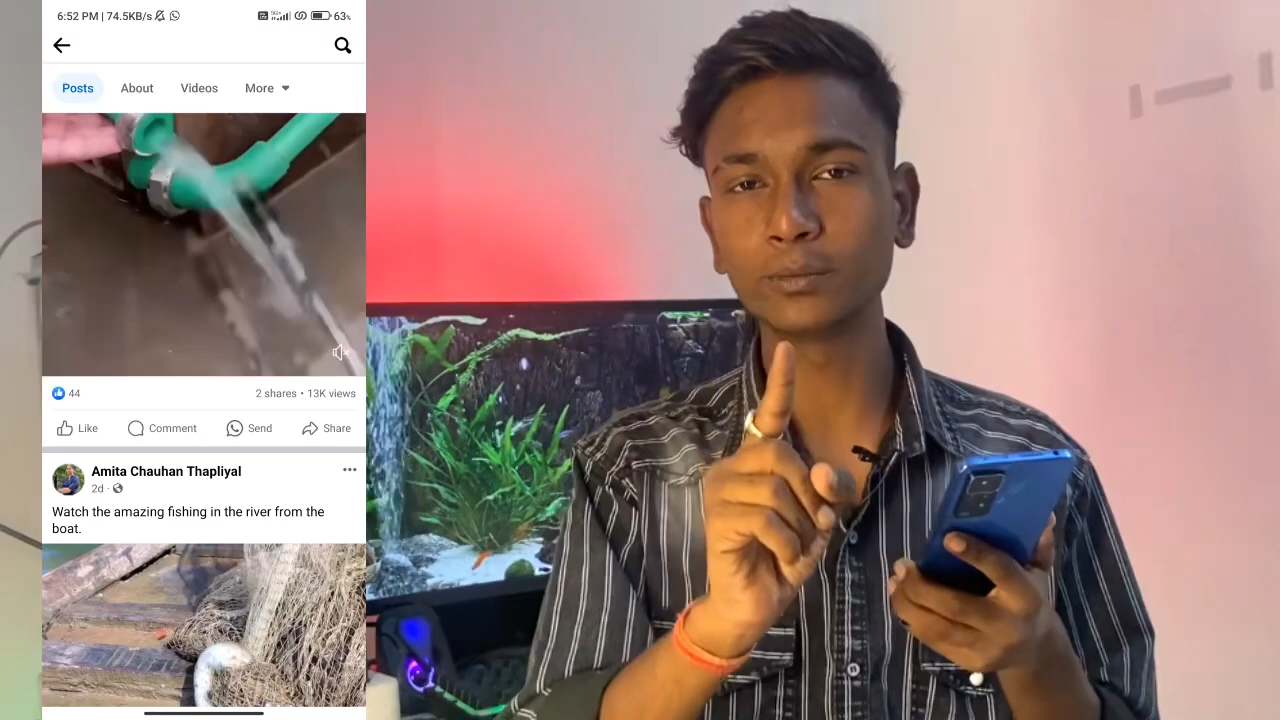 6:52 PM | 74.5KB/s
5G+
63%
Posts
About
Videos
More
44
2 shares • 13K views
Like
Comment
Send
Share
Amita Chauhan Thapliyal
2d ·
Watch the amazing fishing in the river from the
boat.